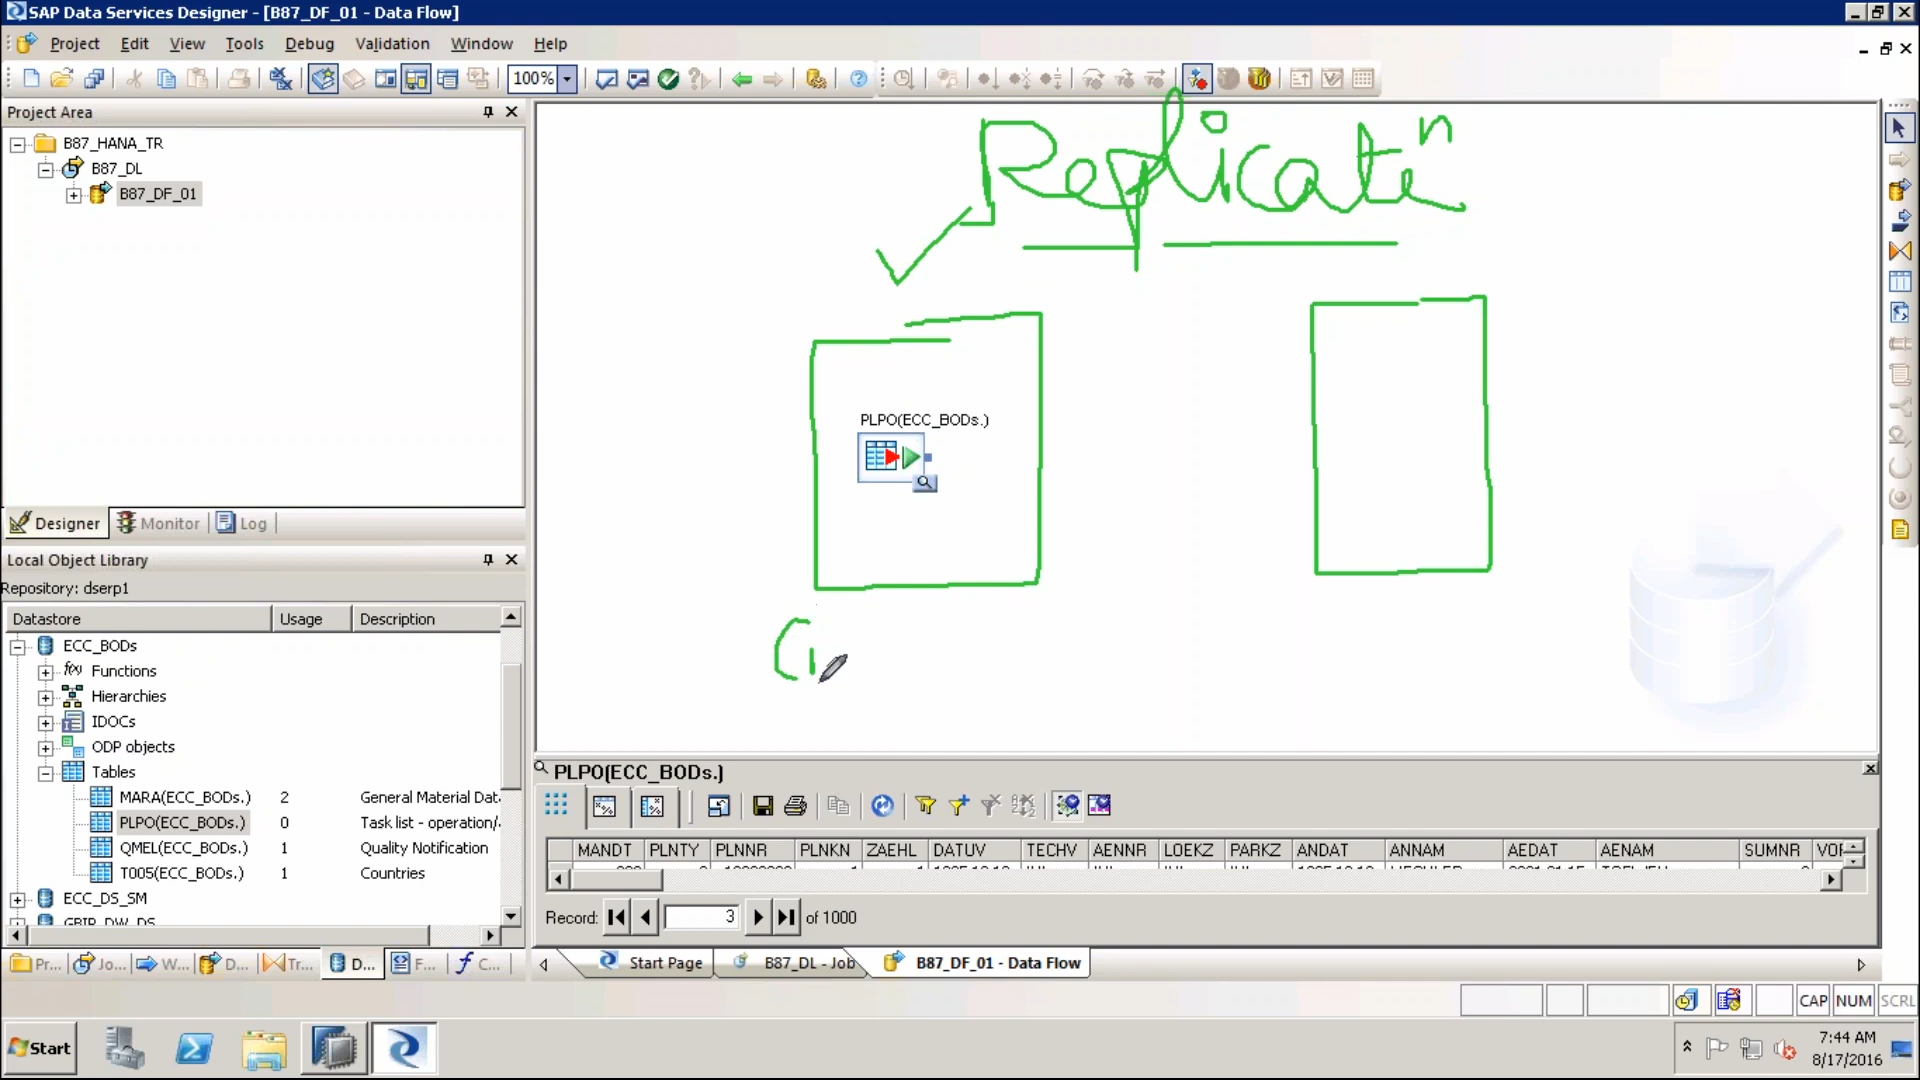 SAP Data Services Designer - [B87_DF_01 - Data Flow]
Project Edit View Tools Debug Validation Window Help
100%
Project Area
B87_HANA_TR
B87_DL
B87_DF_01
Designer Monitor Log
Local Object Library
Repository: dserp1
Datastore Usage Description
ECC_BODs
Functions
Hierarchies
IDOCs
ODP objects
Tables
MARA(ECC_BODs.) 2 General Material Dat
PLPO(ECC_BODs.) 0 Task list - operation/
QMEL(ECC_BODs.) 1 Quality Notification
T005(ECC_BODs.) 1 Countries
ECC_DS_SM
Pr... Jo... W... D... Tr... D... F... C...
Replicatn
PLPO(ECC_BODs.)
PLPO(ECC_BODs.)
MANDT PLNTY PLNNR PLNKN ZAEHL DATUV TECHV AENNR LOEKZ PARKZ ANDAT ANNAM AEDAT AENAM SUMNR VOR
Record: 3 of 1000
Start Page B87_DL - Job B87_DF_01 - Data Flow
CAP NUM SCRL
Start
7:44 AM
8/17/2016